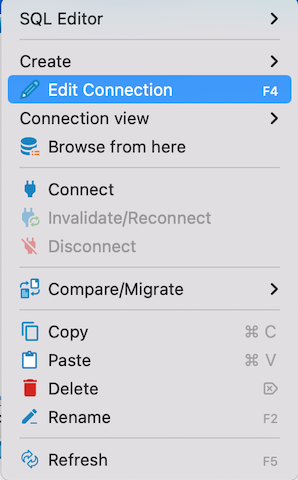 SQL Editor
Create
Edit Connection F4
Connection view
Browse from here
Connect
Invalidate/Reconnect
Disconnect
Compare/Migrate
Copy ⌘ C
Paste ⌘ V
Delete ⌦
Rename F2
Refresh F5